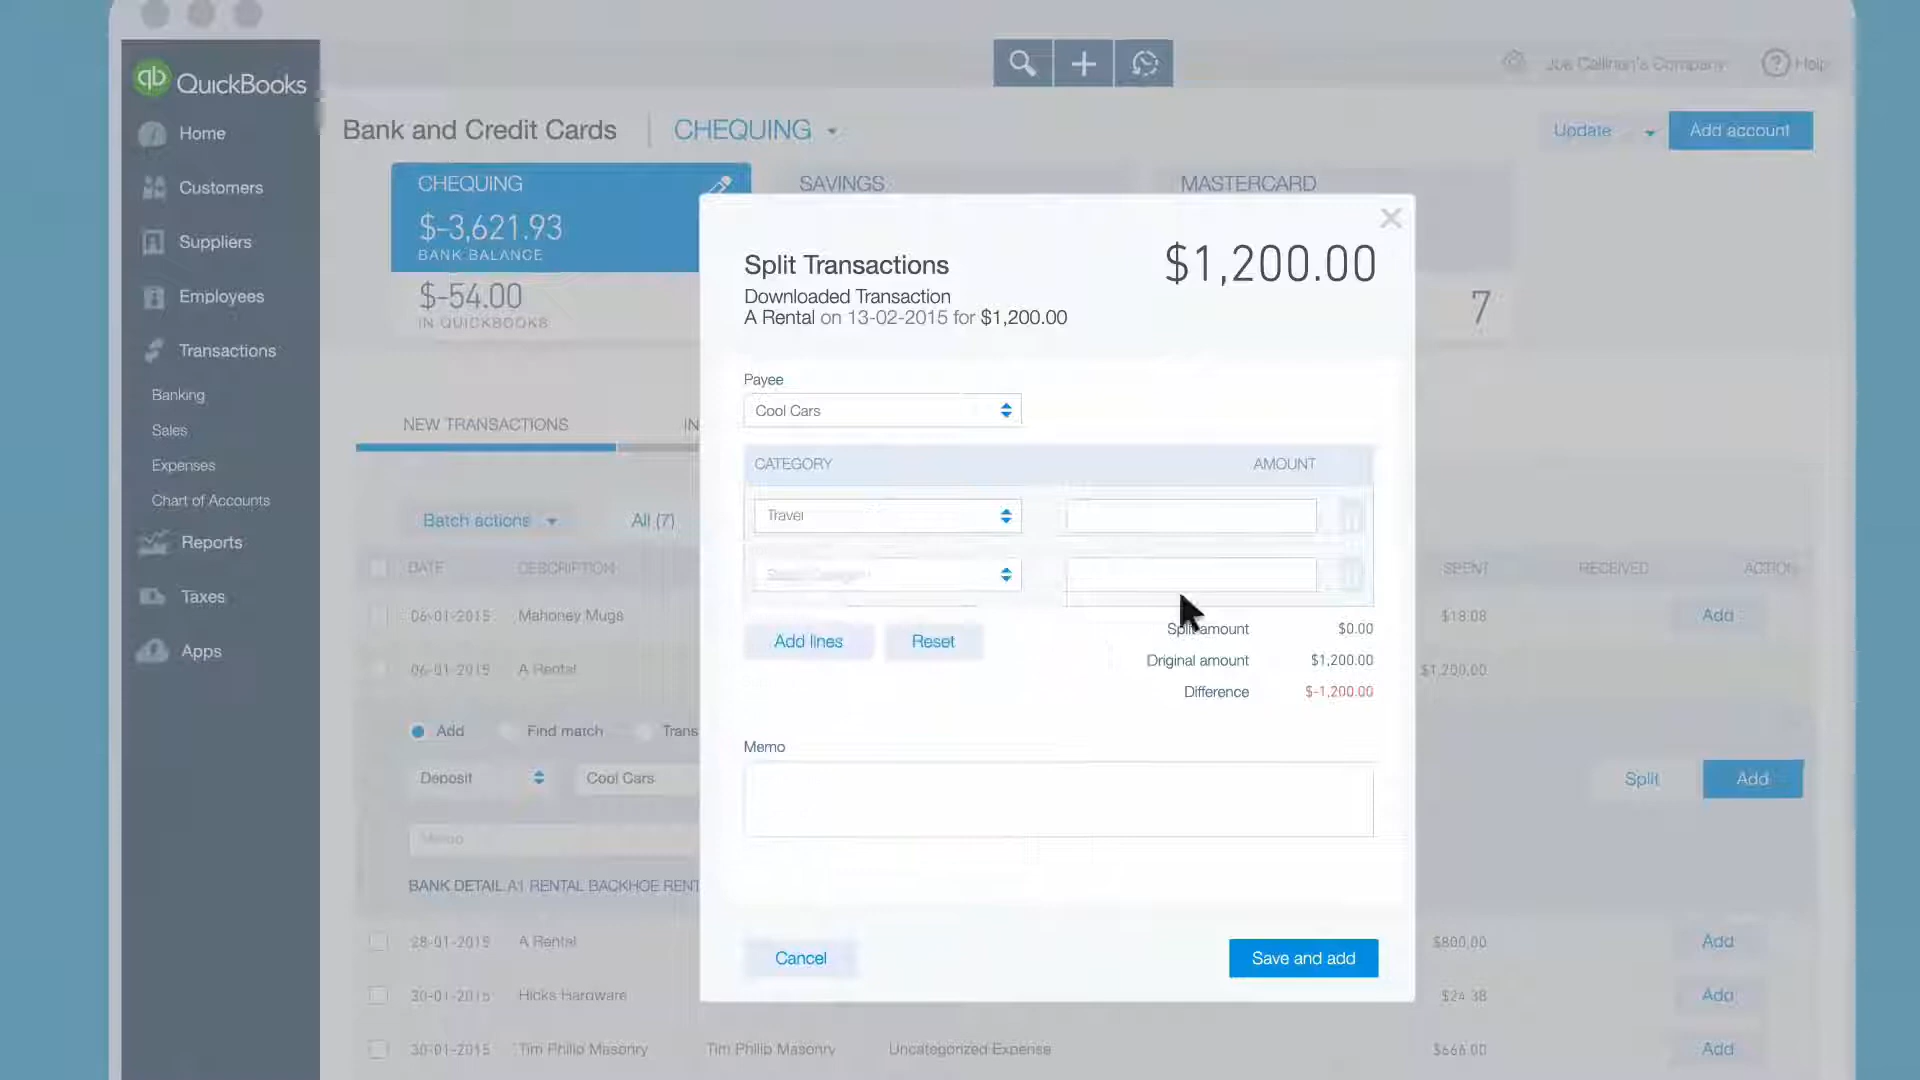 qb QuickBooks
Joe Callinan's Company
Help
Home
Customers
Suppliers
Employees
Transactions
Banking
Sales
Expenses
Chart of Accounts
Reports
Taxes
Apps
Bank and Credit Cards
CHEQUING
Update
Add account
CHEQUING
SAVINGS
MASTERCARD
$-3,621.93
BANK BALANCE
$-54.00
IN QUICKBOOKS
7
NEW TRANSACTIONS
IN
Batch actions
All (7)
DATE DESCRIPTION SPENT RECEIVED ACTION
06-01-2015 Mahoney Mugs $18.08 Add
06-01-2015 A Rental $1,200.00
Add Find match Trans
Deposit Cool Cars Split Add
Memo
BANK DETAIL A1 RENTAL BACKHOE RENT
28-01-2015 A Rental $800.00 Add
30-01-2015 Hicks Hardware $24.38 Add
30-01-2015 Tim Philip Masonry Tim Philip Masonry Uncategorized Expense $666.00 Add
Split Transactions
$1,200.00
Downloaded Transaction
A Rental on 13-02-2015 for $1,200.00
Payee
Cool Cars
CATEGORY AMOUNT
Travel
Add lines Reset
Split amount $0.00
Original amount $1,200.00
Difference $-1,200.00
Memo
Cancel
Save and add